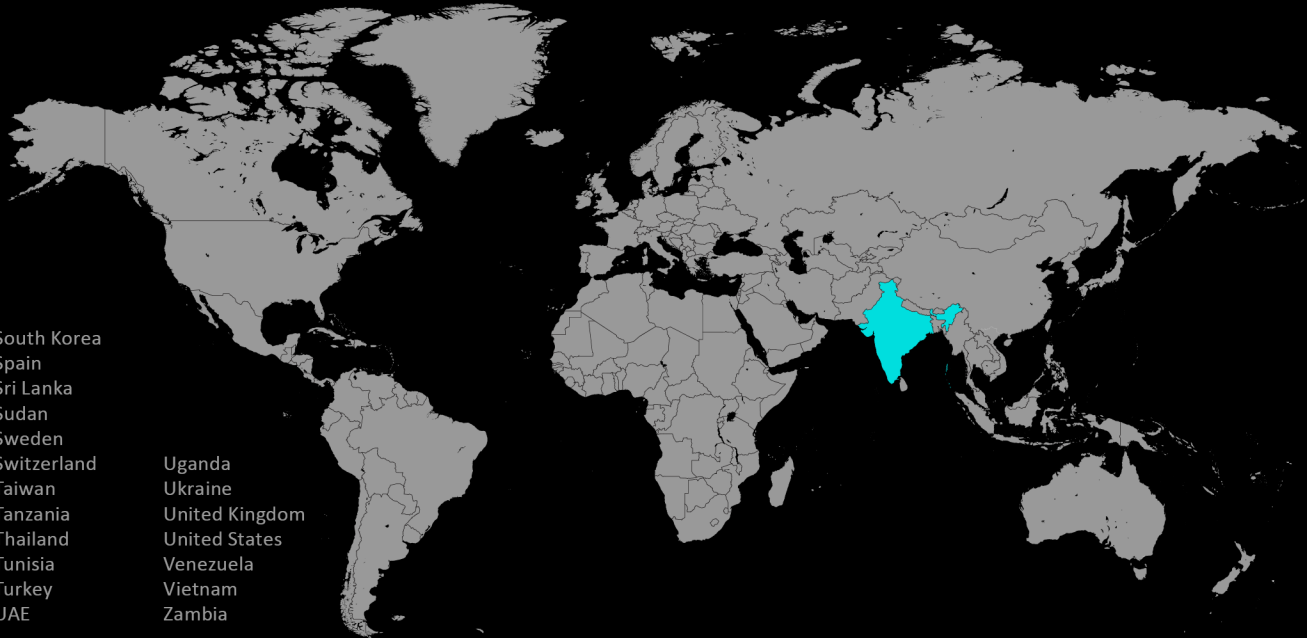 South Korea
Spain
Sri Lanka
Sudan
Sweden
Switzerland
Taiwan
Tanzania
Thailand
Tunisia
Turkey
UAE
Uganda
Ukraine
United Kingdom
United States
Venezuela
Vietnam
Zambia